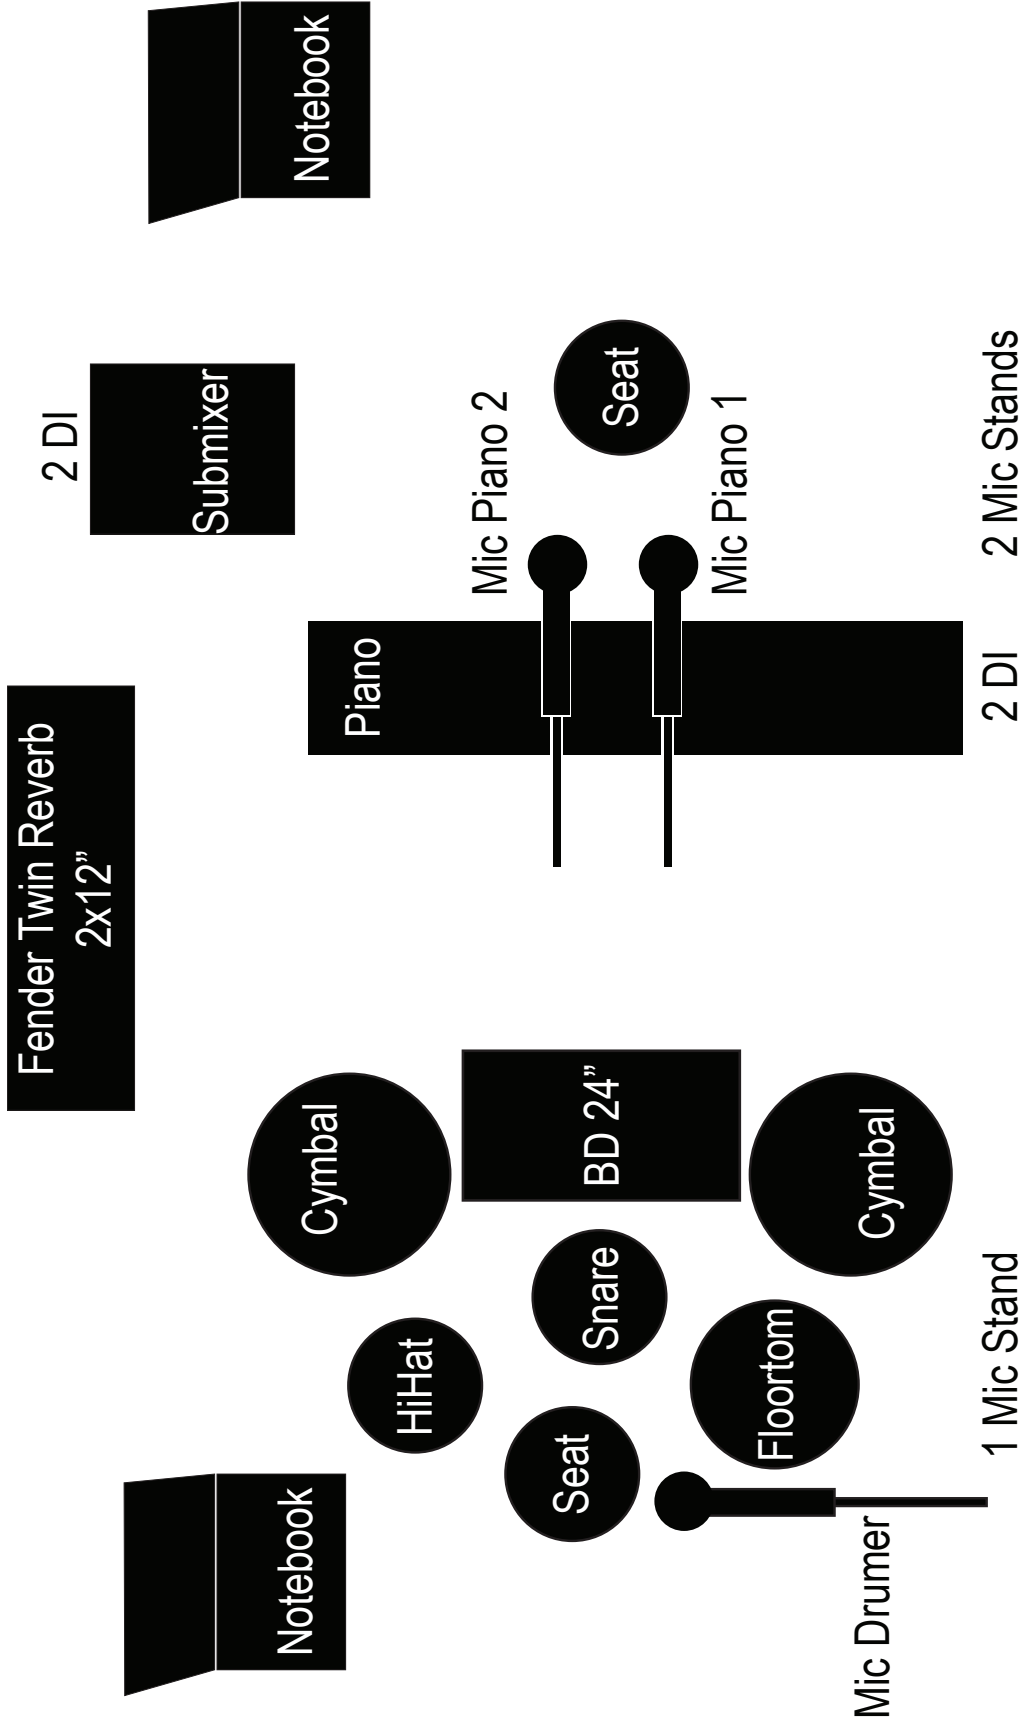 Fender Twin Reverb
2x12”
2 DI
Submixer
Notebook
Notebook
Cymbal
Piano
HiHat
Mic Piano 2
Seat
Snare
BD 24”
Seat
Mic Piano 1
Floortom
Cymbal
Mic Drumer
1 Mic Stand
2 DI
2 Mic Stands